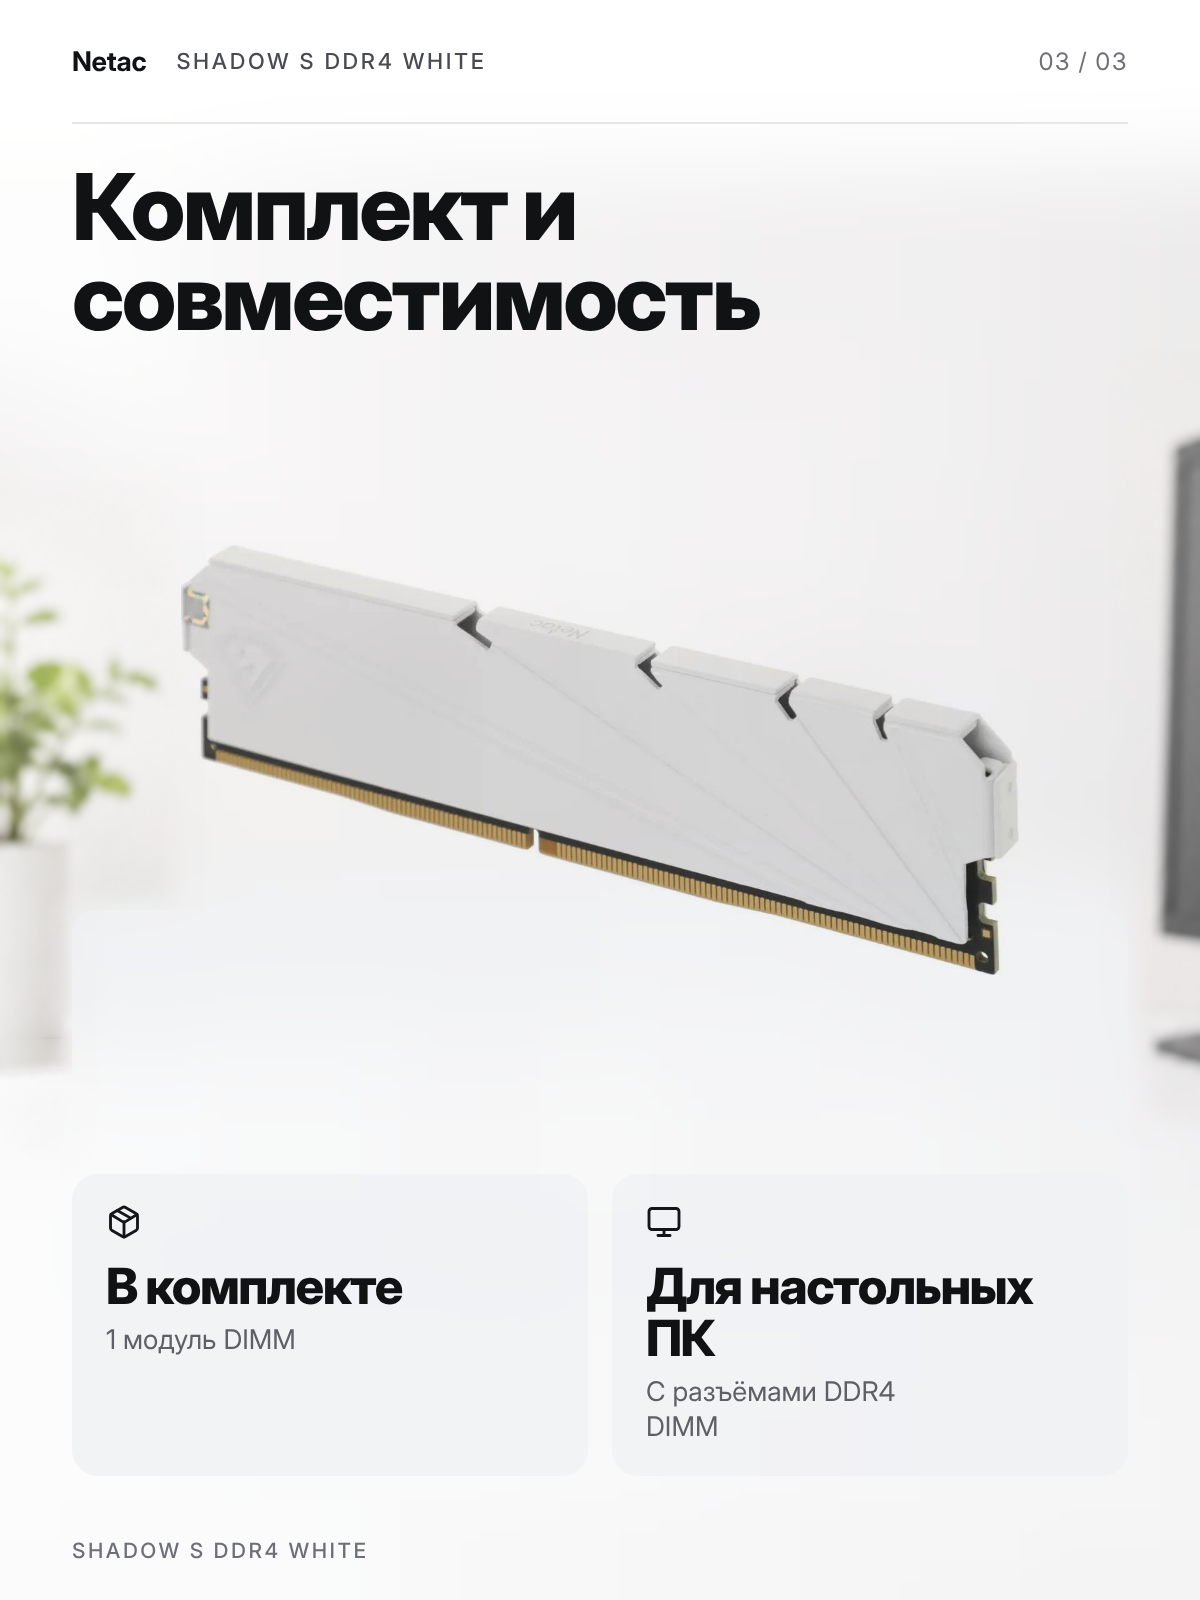 Netac SHADOW S DDR4 WHITE 03 / 03
Комплект и
совместимость
Netac
В комплекте
1 модуль DIMM
Для настольных
ПК
С разъёмами DDR4
DIMM
SHADOW S DDR4 WHITE